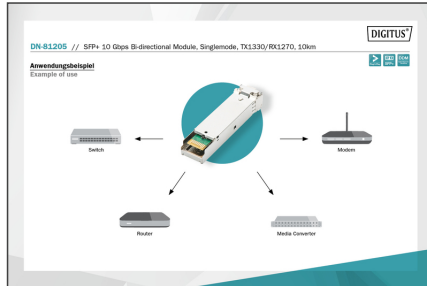 DIGITUS®
DN-81205 // SFP+ 10 Gbps Bi-directional Module, Singlemode, TX1330/RX1270, 10km
Anwendungsbeispiel
Example of use
DDM
Switch
Modem
Router
Media Converter